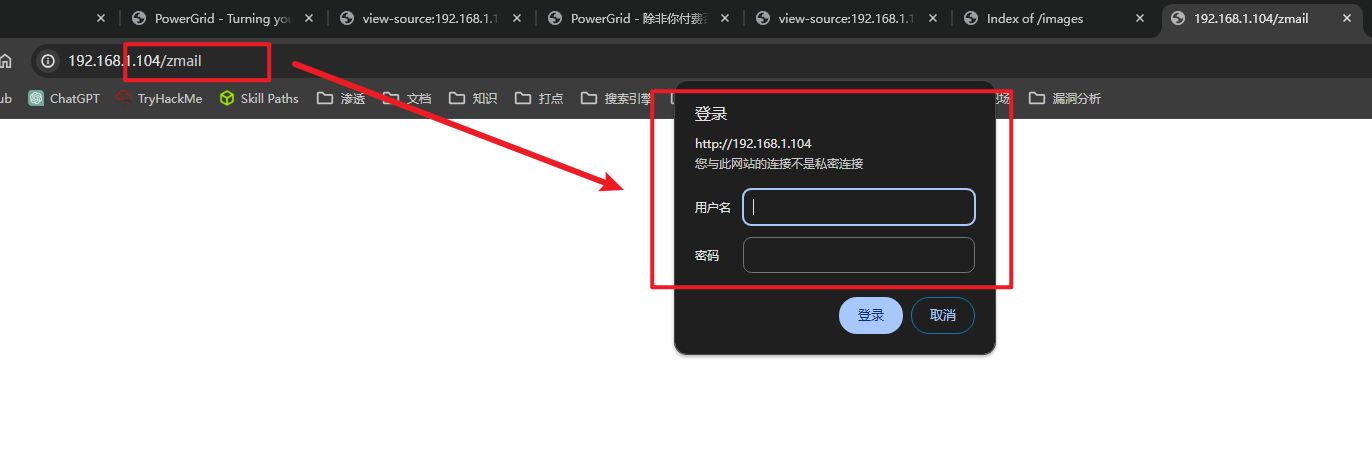 PowerGrid - Turning you
view-source:192.168.1.1
PowerGrid - 除非你付费
view-source:192.168.1.1
Index of /images
192.168.1.104/zmail
192.168.1.104/zmail
ub
ChatGPT
TryHackMe
Skill Paths
渗透
文档
知识
打点
搜索引擎
现场
漏洞分析
登录
http://192.168.1.104
您与此网站的连接不是私密连接
用户名
密码
登录
取消